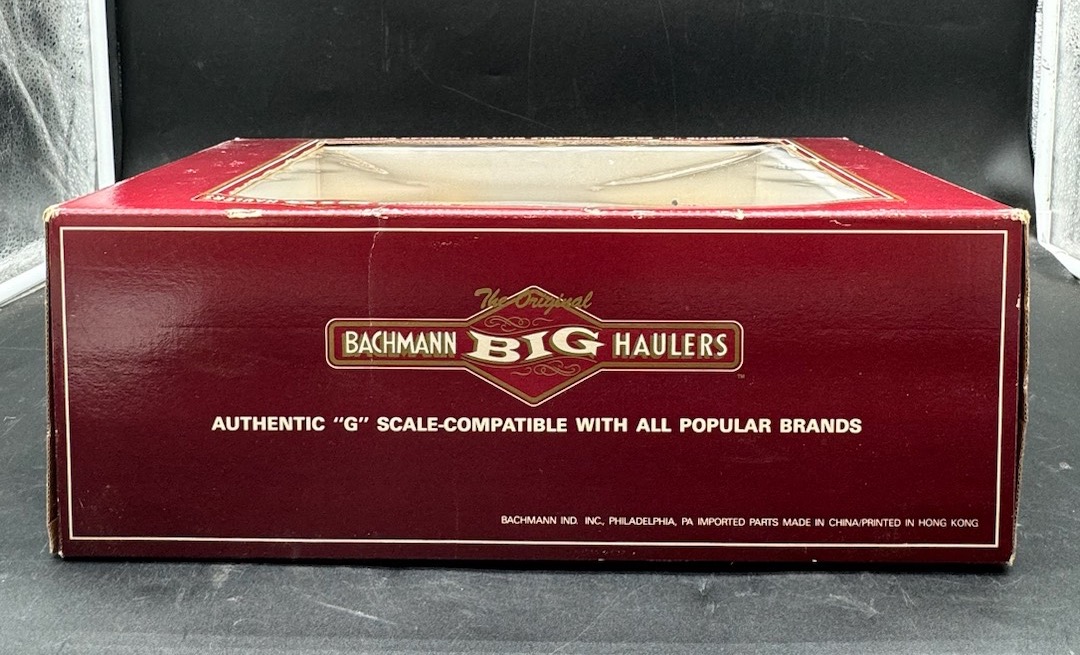 The Original
BACHMANN BIG HAULERS
™
AUTHENTIC "G" SCALE-COMPATIBLE WITH ALL POPULAR BRANDS
BACHMANN IND. INC., PHILADELPHIA, PA IMPORTED PARTS MADE IN CHINA/PRINTED IN HONG KONG